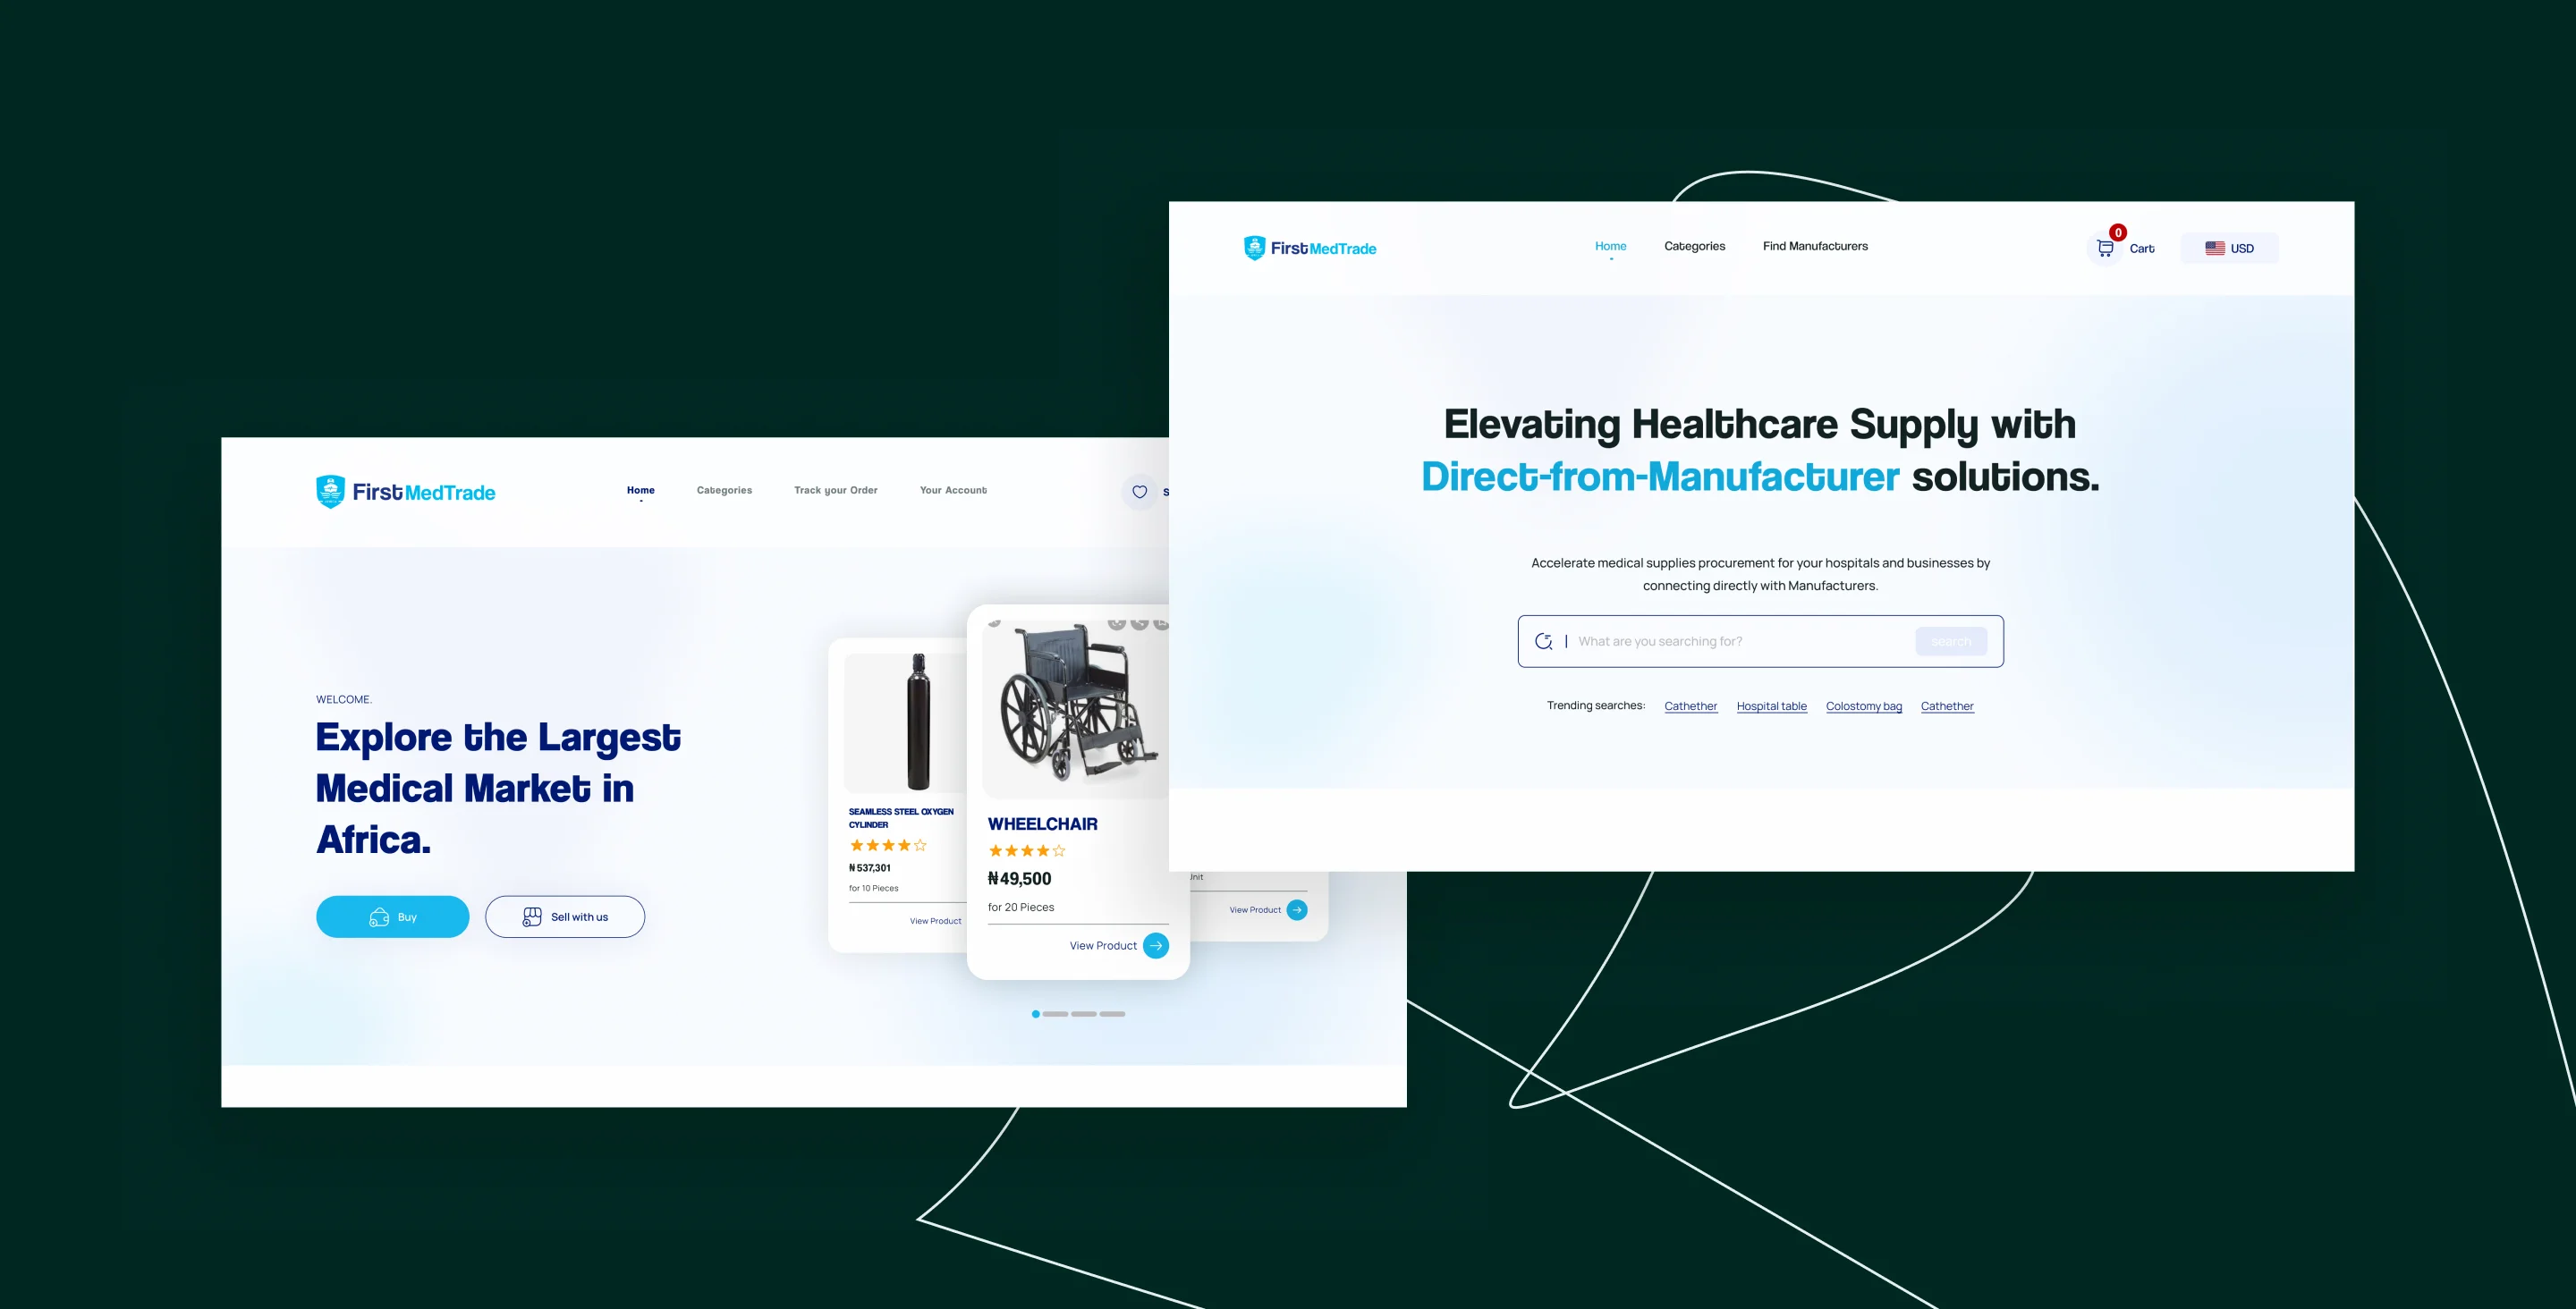 FirstMedTrade
Home Categories Track your Order Your Account
WELCOME.
Explore the Largest
Medical Market in
Africa.
Buy
Sell with us
SEAMLESS STEEL OXYGEN
CYLINDER
₦ 537,301
for 10 Pieces
View Product
WHEELCHAIR
₦49,500
for 20 Pieces
View Product
View Product
FirstMedTrade
Home Categories Find Manufacturers
0
Cart
USD
Elevating Healthcare Supply with
Direct-from-Manufacturer solutions.
Accelerate medical supplies procurement for your hospitals and businesses by
connecting directly with Manufacturers.
What are you searching for?
search
Trending searches: Cathether Hospital table Colostomy bag Cathether